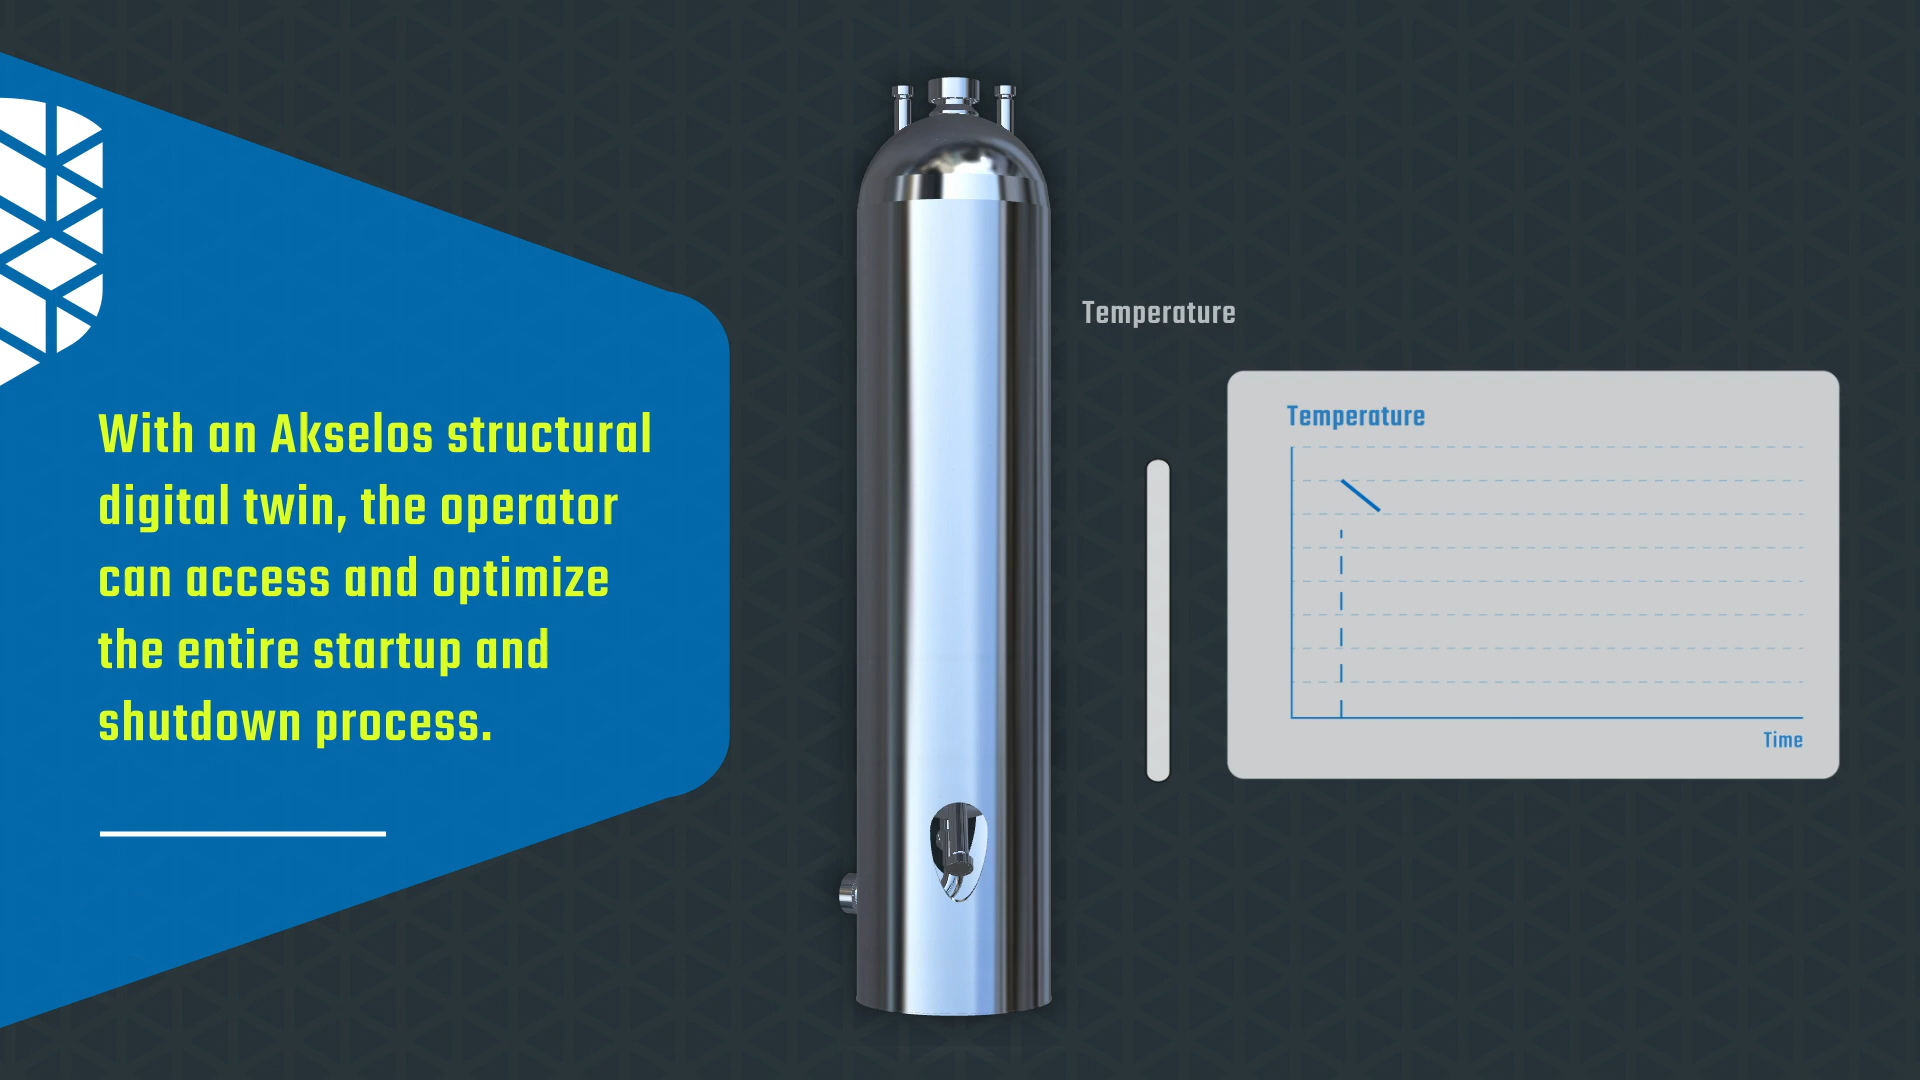 With an Akselos structural
digital twin, the operator
can access and optimize
the entire startup and
shutdown process.
Temperature
Temperature
Time